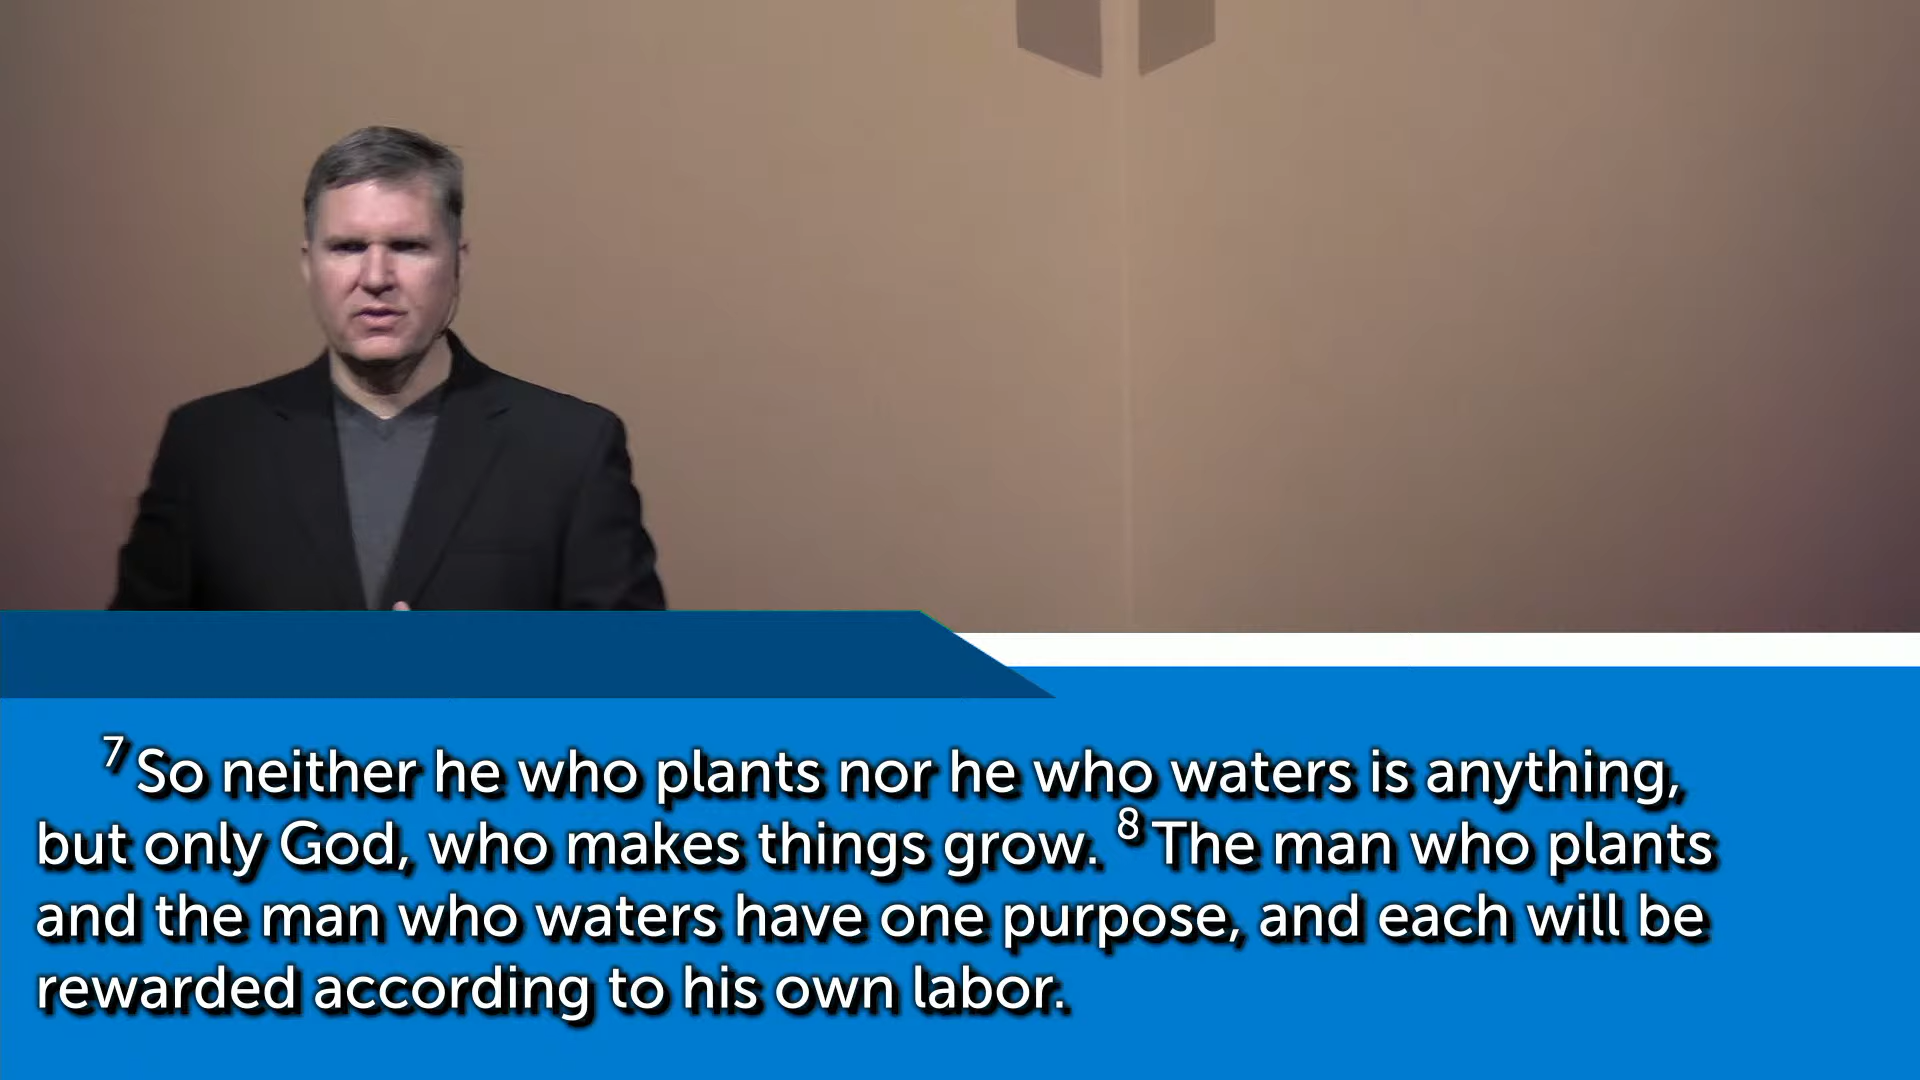 7 So neither he who plants nor he who waters is anything,
but only God, who makes things grow. 8 The man who plants
and the man who waters have one purpose, and each will be
rewarded according to his own labor.